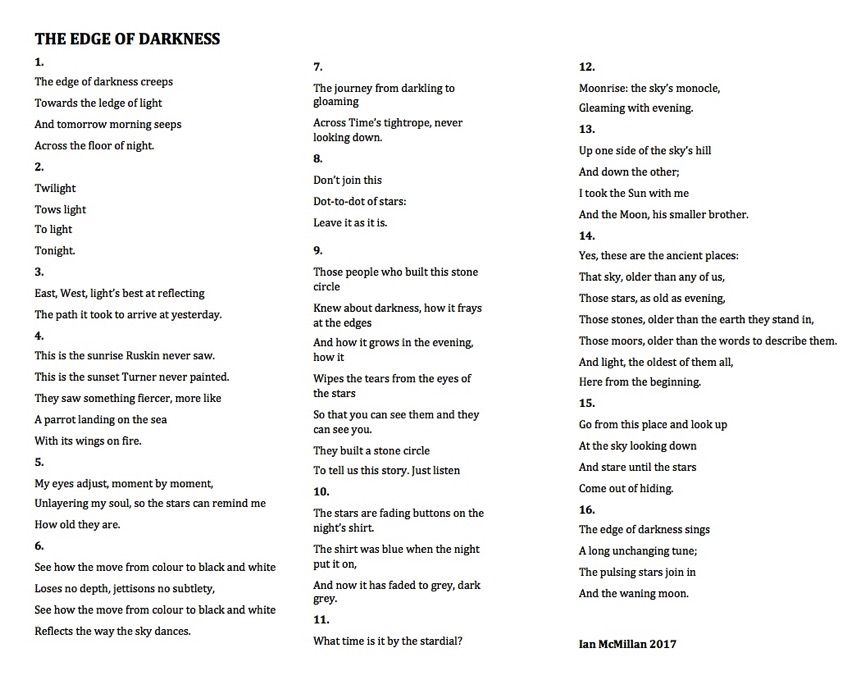 THE EDGE OF DARKNESS
1.
The edge of darkness creeps
Towards the ledge of light
And tomorrow morning seeps
Across the floor of night.
2.
Twilight
Tows light
To light
Tonight.
3.
East, West, light's best at reflecting
The path it took to arrive at yesterday.
4.
This is the sunrise Ruskin never saw.
This is the sunset Turner never painted.
They saw something fiercer, more like
A parrot landing on the sea
With its wings on fire.
5.
My eyes adjust, moment by moment,
Unlayering my soul, so the stars can remind me
How old they are.
6.
See how the move from colour to black and white
Loses no depth, jettisons no subtlety,
See how the move from colour to black and white
Reflects the way the sky dances.
7.
The journey from darkling to
gloaming
Across Time's tightrope, never
looking down.
8.
Don't join this
Dot-to-dot of stars:
Leave it as it is.
9.
Those people who built this stone
circle
Knew about darkness, how it frays
at the edges
And how it grows in the evening,
how it
Wipes the tears from the eyes of
the stars
So that you can see them and they
can see you.
They built a stone circle
To tell us this story. Just listen
10.
The stars are fading buttons on the
night's shirt.
The shirt was blue when the night
put it on,
And now it has faded to grey, dark
grey.
11.
What time is it by the stardial?
12.
Moonrise: the sky's monocle,
Gleaming with evening.
13.
Up one side of the sky's hill
And down the other;
I took the Sun with me
And the Moon, his smaller brother.
14.
Yes, these are the ancient places:
That sky, older than any of us,
Those stars, as old as evening,
Those stones, older than the earth they stand in,
Those moors, older than the words to describe them.
And light, the oldest of them all,
Here from the beginning.
15.
Go from this place and look up
At the sky looking down
And stare until the stars
Come out of hiding.
16.
The edge of darkness sings
A long unchanging tune;
The pulsing stars join in
And the waning moon.
Ian McMillan 2017